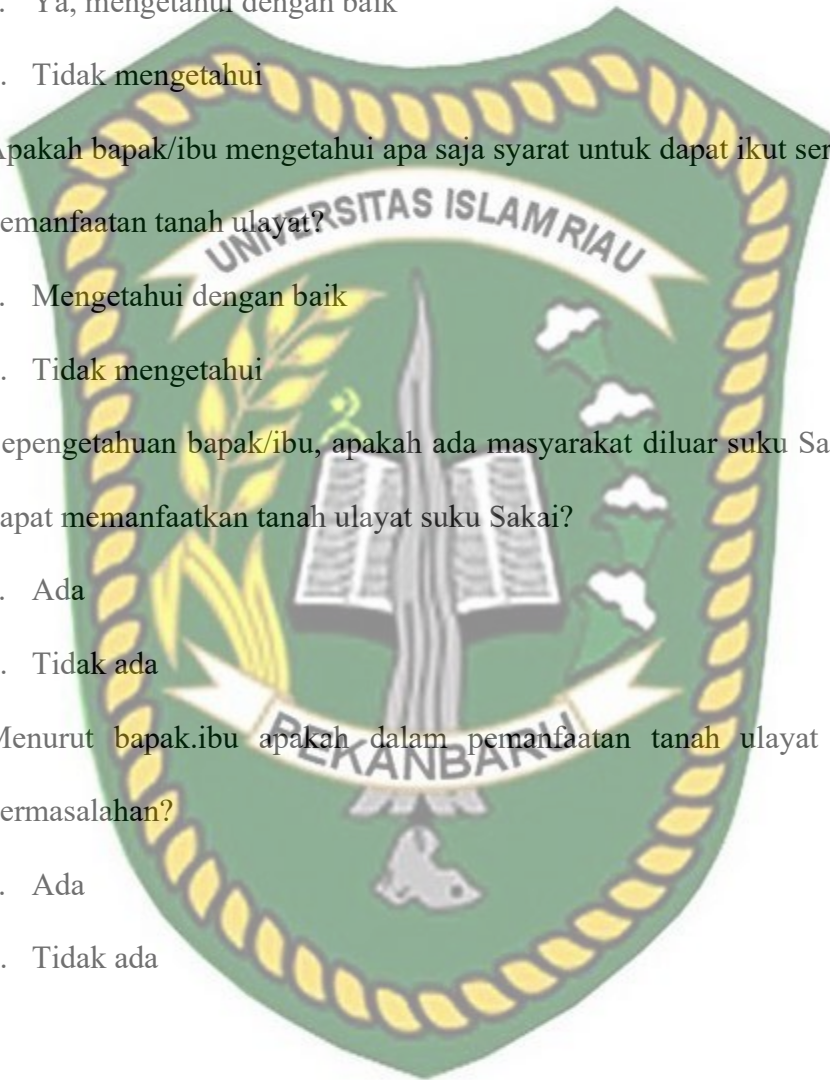 . Ya, mengetahui dengan baik
. Tidak mengetahui
Apakah bapak/ibu mengetahui apa saja syarat untuk dapat ikut ser
emanfaatan tanah ulayat?
UNIVERSITAS ISLAM RIAU
. Mengetahui dengan baik
. Tidak mengetahui
epengetahuan bapak/ibu, apakah ada masyarakat diluar suku Sa
apat memanfaatkan tanah ulayat suku Sakai?
. Ada
. Tidak ada
Menurut bapak.ibu apakah dalam pemanfaatan tanah ulayat
PEKANBARU
ermasalahan?
. Ada
. Tidak ada